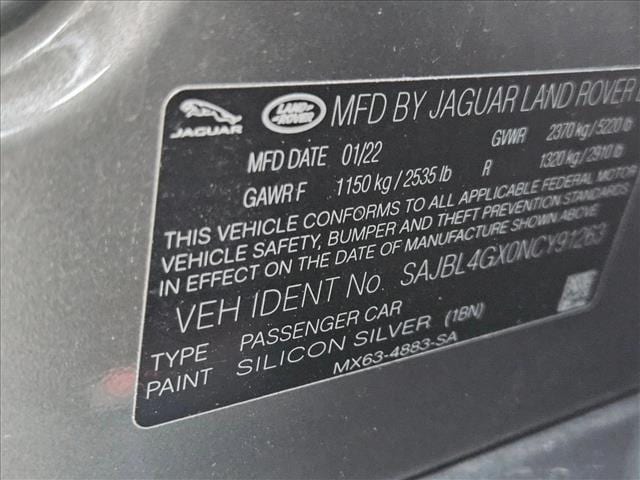 JAGUAR LAND ROVER MFD BY JAGUAR LAND ROVER
MFD DATE 01/22 GVWR 2370 kg / 5220 lb
GAWR F 1150 kg / 2535 lb R 1320 kg / 2910 lb
THIS VEHICLE CONFORMS TO ALL APPLICABLE FEDERAL MOTOR
VEHICLE SAFETY, BUMPER AND THEFT PREVENTION STANDARDS
IN EFFECT ON THE DATE OF MANUFACTURE SHOWN ABOVE
VEH IDENT No. SAJBL4GX0NCY91263
TYPE PASSENGER CAR
PAINT SILICON SILVER (1BN)
MX63-4883-SA